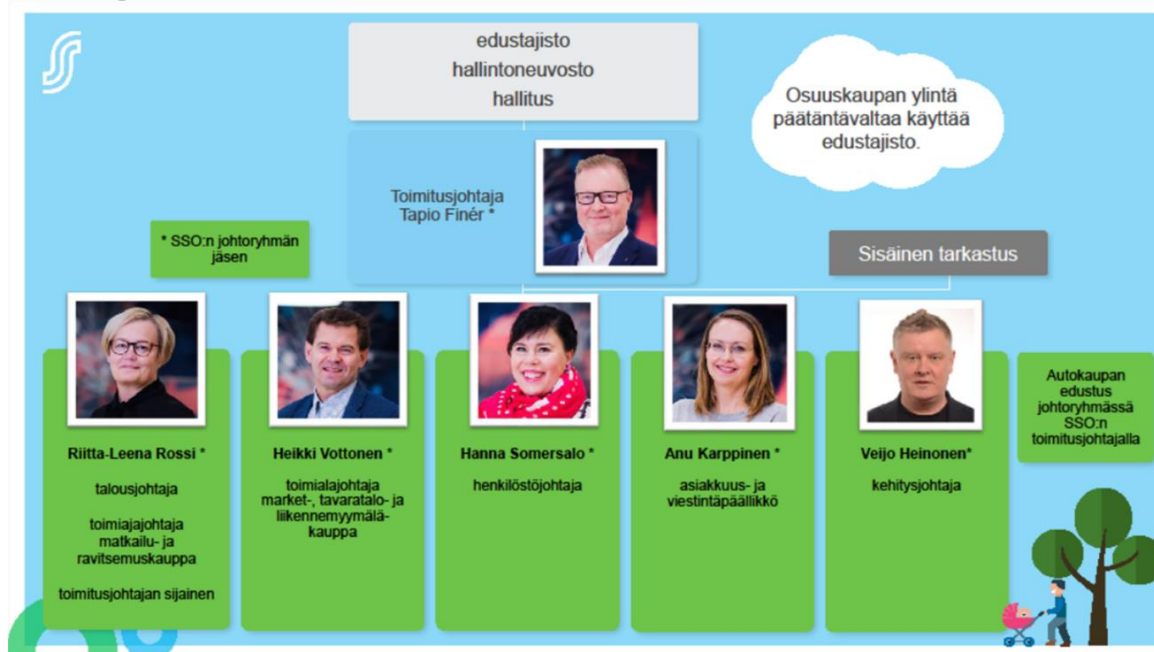 edustajisto
hallintoneuvosto
hallitus
Osuuskaupan ylintä
päätäntävaltaa käyttää
edustajisto.
Toimitusjohtaja
Tapio Finér *
* SSO:n johtoryhmän
jäsen
Sisäinen tarkastus
Riitta-Leena Rossi *
talousjohtaja
toimiajajohtaja
matkailu- ja
ravitsemuskauppa
toimitusjohtajan sijainen
Heikki Vottonen *
toimialajohtaja
market-, tavaratalo- ja
liikennemyymälä-
kauppa
Hanna Somersalo *
henkilöstöjohtaja
Anu Karppinen *
asiakkuus- ja
viestintäpäällikkö
Veijo Heinonen*
kehitysjohtaja
Autokaupan
edustus
johtoryhmässä
SSO:n
toimitusjohtajalla